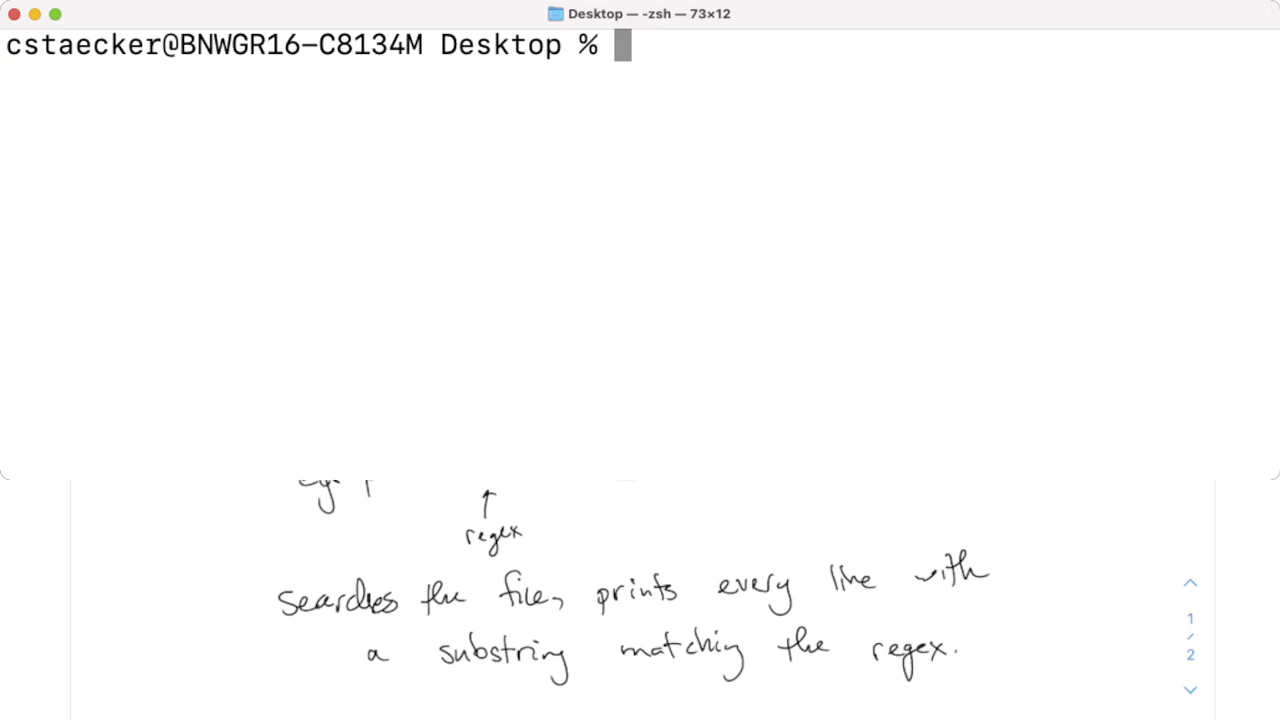 Desktop — -zsh — 73×12
cstaecker@BNWGR16-C8134M Desktop %
regex
searches the file, prints every line with
a substring matching the regex.
1
/
2